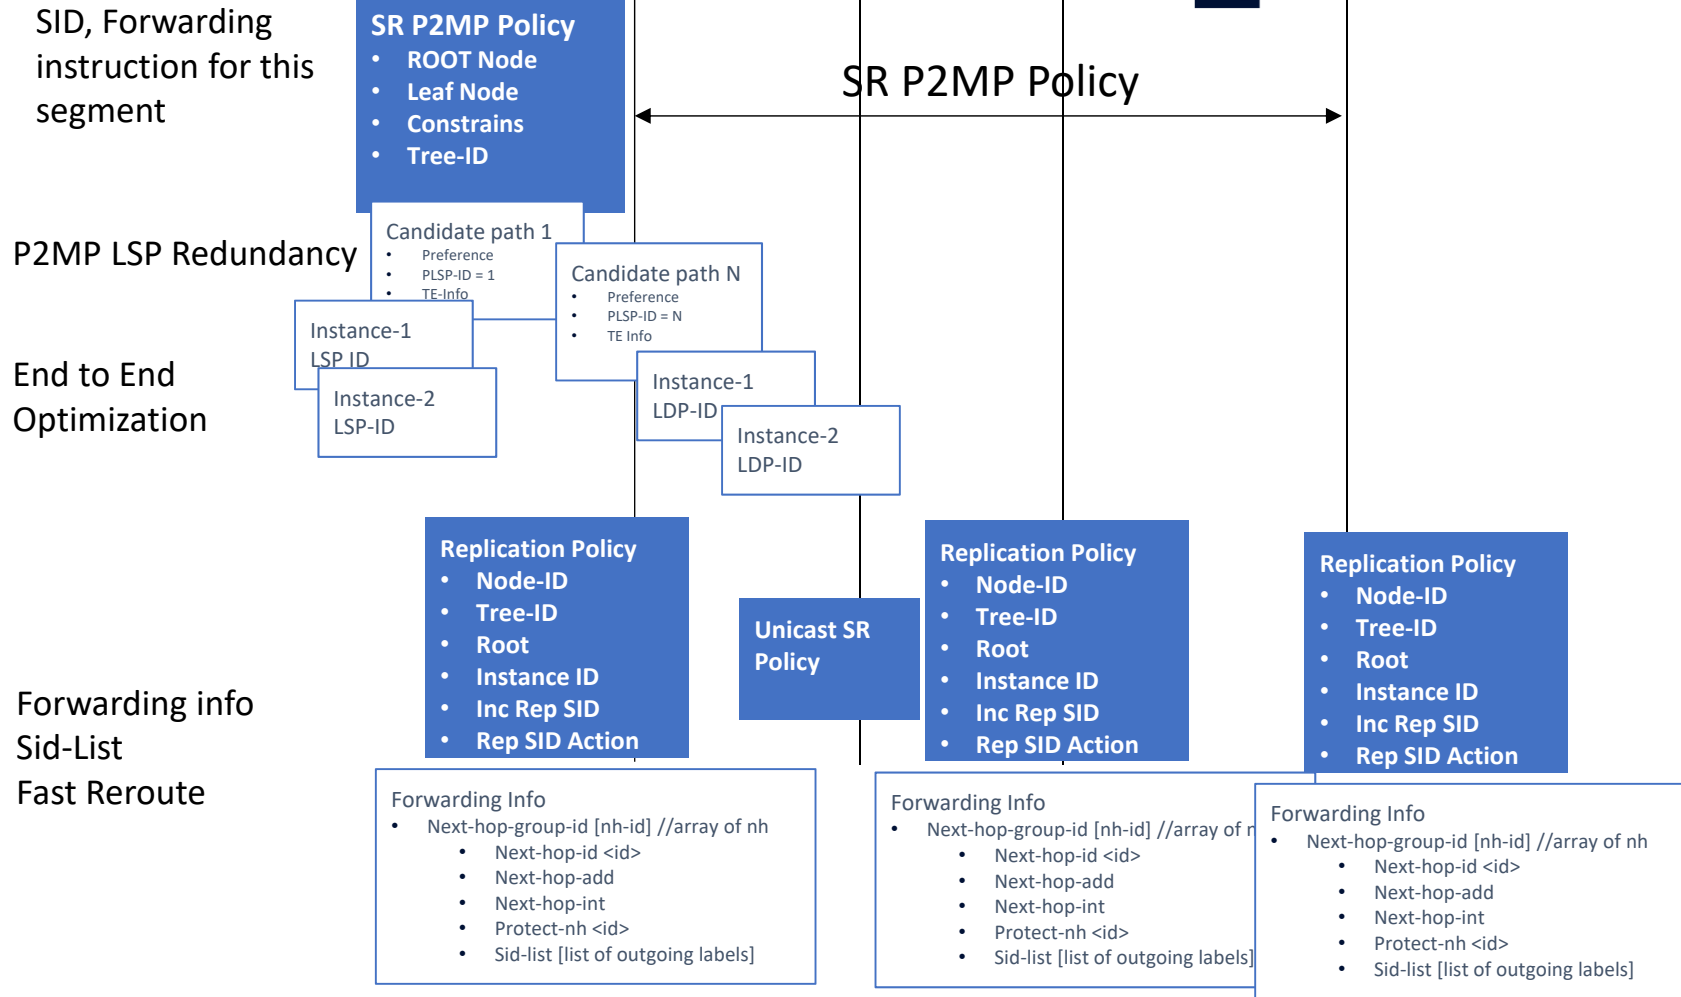 SID, Forwarding
instruction for this
segment
SR P2MP Policy
• ROOT Node
• Leaf Node
• Constrains
• Tree-ID
SR P2MP Policy
P2MP LSP Redundancy
Candidate path 1
• Preference
• PLSP-ID = 1
• TE-Info
Candidate path N
• Preference
• PLSP-ID = N
• TE Info
End to End
Optimization
Instance-1
LSP ID
Instance-2
LSP-ID
Instance-1
LDP-ID
Instance-2
LDP-ID
Forwarding info
Sid-List
Fast Reroute
Replication Policy
• Node-ID
• Tree-ID
• Root
• Instance ID
• Inc Rep SID
• Rep SID Action
Unicast SR
Policy
Replication Policy
• Node-ID
• Tree-ID
• Root
• Instance ID
• Inc Rep SID
• Rep SID Action
Replication Policy
• Node-ID
• Tree-ID
• Root
• Instance ID
• Inc Rep SID
• Rep SID Action
Forwarding Info
• Next-hop-group-id [nh-id] //array of nh
• Next-hop-id <id>
• Next-hop-add
• Next-hop-int
• Protect-nh <id>
• Sid-list [list of outgoing labels]
Forwarding Info
• Next-hop-group-id [nh-id] //array of
• Next-hop-id <id>
• Next-hop-add
• Next-hop-int
• Protect-nh <id>
• Sid-list [list of outgoing labels]
Forwarding Info
• Next-hop-group-id [nh-id] //array of nh
• Next-hop-id <id>
• Next-hop-add
• Next-hop-int
• Protect-nh <id>
• Sid-list [list of outgoing labels]